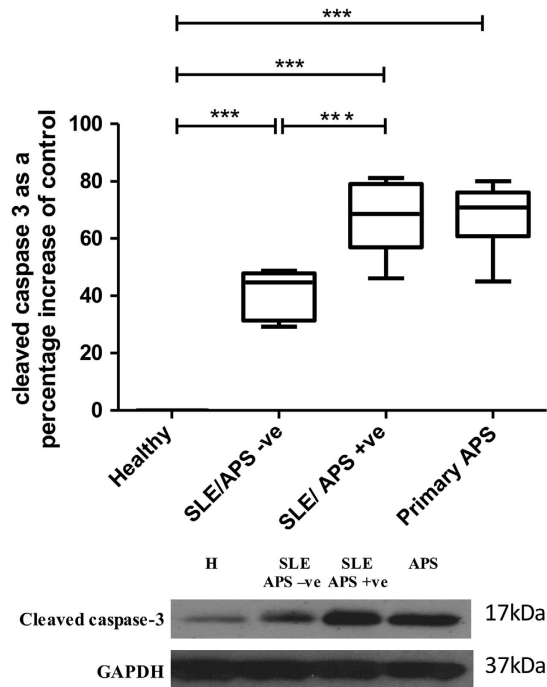 ***
***
***
***
cleaved caspase 3 as a
percentage increase of control
100
80
60
40
20
0
Healthy
SLE/APS -ve
SLE/ APS +ve
Primary APS
H
SLE
APS –ve
SLE
APS +ve
APS
Cleaved caspase-3
17kDa
GAPDH
37kDa